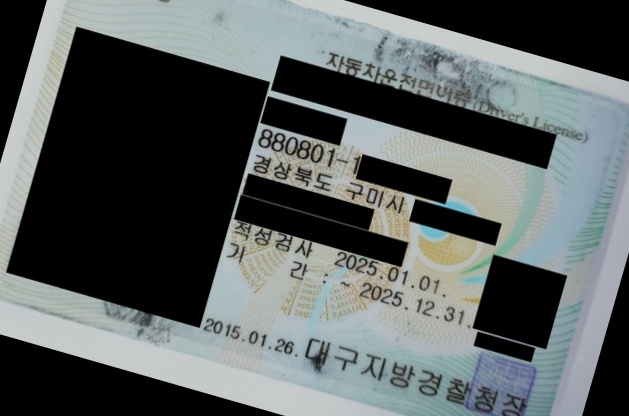 자동차운전면허증 (Driver's License)
880801-1
경상북도 구미시
적성검사 2025.01.01.
기 간 : ~ 2025.12.31.
2015.01.26. 대구지방경찰청장